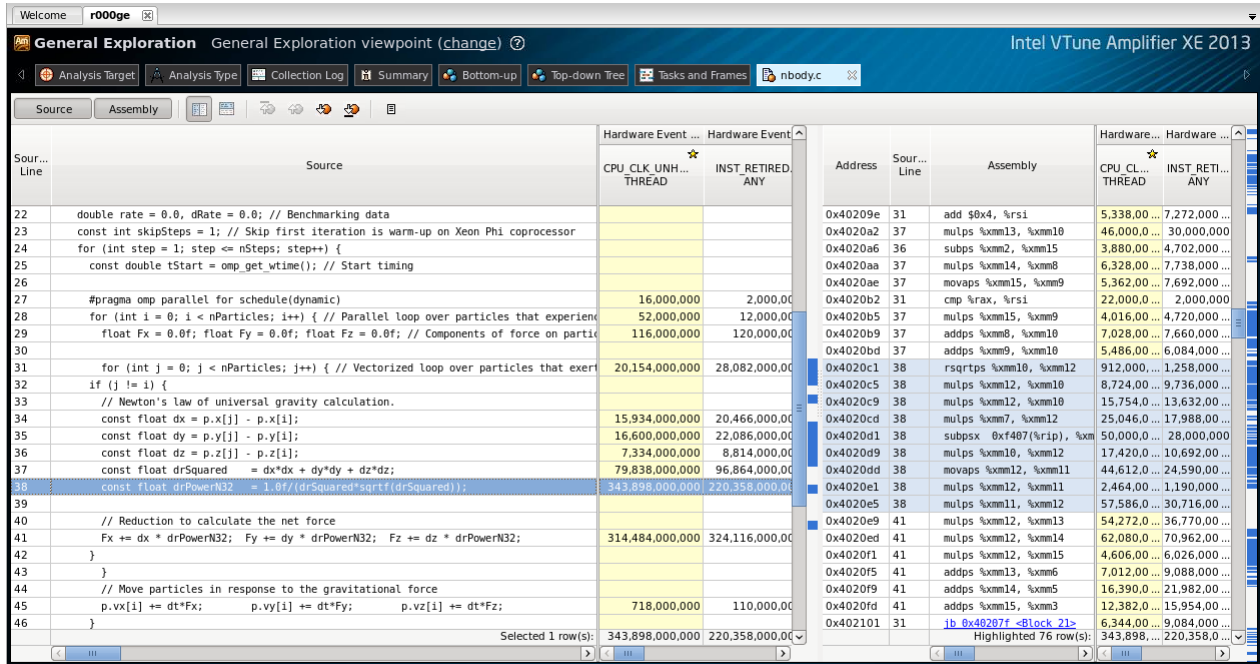 Welcome r000ge
General Exploration General Exploration viewpoint (change) Intel VTune Amplifier XE 2013
Analysis Target Analysis Type Collection Log Summary Bottom-up Top-down Tree Tasks and Frames nbody.c
Source Assembly
Hardware Event ... Hardware Event Hardware... Hardware ...
Sour... Line Source CPU_CLK_UNH... THREAD INST_RETIRED. ANY Address Sour... Line Assembly CPU_CL... THREAD INST_RETI... ANY
22 double rate = 0.0, dRate = 0.0; // Benchmarking data 0x40209e 31 add $0x4, %rsi 5,338,00 ... 7,272,000 ...
23 const int skipSteps = 1; // Skip first iteration is warm-up on Xeon Phi coprocessor 0x4020a2 37 mulps %xmm13, %xmm10 46,000,0 ... 30,000,000
24 for (int step = 1; step <= nSteps; step++) { 0x4020a6 36 subps %xmm2, %xmm15 3,880,00 ... 4,702,000 ...
25 const double tStart = omp_get_wtime(); // Start timing 0x4020aa 37 mulps %xmm14, %xmm8 6,328,00 ... 7,738,000 ...
26 0x4020ae 37 movaps %xmm15, %xmm9 5,362,00 ... 7,692,000 ...
27 #pragma omp parallel for schedule(dynamic) 16,000,000 2,000,00 0x4020b2 31 cmp %rax, %rsi 22,000,0 ... 2,000,000
28 for (int i = 0; i < nParticles; i++) { // Parallel loop over particles that experien 52,000,000 12,000,00 0x4020b5 37 mulps %xmm15, %xmm9 4,016,00 ... 4,720,000 ...
29 float Fx = 0.0f; float Fy = 0.0f; float Fz = 0.0f; // Components of force on partic 116,000,000 120,000,00 0x4020b9 37 addps %xmm8, %xmm10 7,028,00 ... 7,660,000 ...
30 0x4020bd 37 addps %xmm9, %xmm10 5,486,00 ... 6,084,000 ...
31 for (int j = 0; j < nParticles; j++) { // Vectorized loop over particles that exert 20,154,000,000 28,082,000,00 0x4020c1 38 rsqrtps %xmm10, %xmm12 912,000, ... 1,258,000 ...
32 if (j != i) { 0x4020c5 38 mulps %xmm12, %xmm10 8,724,00 ... 9,736,000 ...
33 // Newton's law of universal gravity calculation. 0x4020c9 38 mulps %xmm12, %xmm10 15,754,0 ... 13,632,00 ...
34 const float dx = p.x[j] - p.x[i]; 15,934,000,000 20,466,000,00 0x4020cd 38 mulps %xmm7, %xmm12 25,046,0 ... 17,988,00 ...
35 const float dy = p.y[j] - p.y[i]; 16,600,000,000 22,086,000,00 0x4020d1 38 subpsx 0xf407(%rip), %xm 50,000,0 ... 28,000,000
36 const float dz = p.z[j] - p.z[i]; 7,334,000,000 8,814,000,00 0x4020d9 38 mulps %xmm10, %xmm12 17,420,0 ... 10,692,00 ...
37 const float drSquared = dx*dx + dy*dy + dz*dz; 79,838,000,000 96,864,000,00 0x4020dd 38 movaps %xmm12, %xmm11 44,612,0 ... 24,590,00 ...
38 const float drPowerN32 = 1.0f/(drSquared*sqrtf(drSquared)); 343,898,000,000 220,358,000,00 0x4020e1 38 mulps %xmm12, %xmm11 2,464,00 ... 1,190,000 ...
39 0x4020e5 38 mulps %xmm11, %xmm12 57,586,0 ... 30,716,00 ...
40 // Reduction to calculate the net force 0x4020e9 41 mulps %xmm12, %xmm13 54,272,0 ... 36,770,00 ...
41 Fx += dx * drPowerN32; Fy += dy * drPowerN32; Fz += dz * drPowerN32; 314,484,000,000 324,116,000,00 0x4020ed 41 mulps %xmm12, %xmm14 62,080,0 ... 70,962,00 ...
42 } 0x4020f1 41 mulps %xmm12, %xmm15 4,606,00 ... 6,026,000 ...
43 } 0x4020f5 41 addps %xmm13, %xmm6 7,012,00 ... 9,088,000 ...
44 // Move particles in response to the gravitational force 0x4020f9 41 addps %xmm14, %xmm5 16,390,0 ... 21,982,00 ...
45 p.vx[i] += dt*Fx; p.vy[i] += dt*Fy; p.vz[i] += dt*Fz; 718,000,000 110,000,00 0x4020fd 41 addps %xmm15, %xmm3 12,382,0 ... 15,954,00 ...
46 } 0x402101 31 jb 0x40207f <Block 21> 6,344,00 ... 9,084,000 ...
Selected 1 row(s): 343,898,000,000 220,358,000,00 Highlighted 76 row(s): 343,898, ... 220,358,0 ...